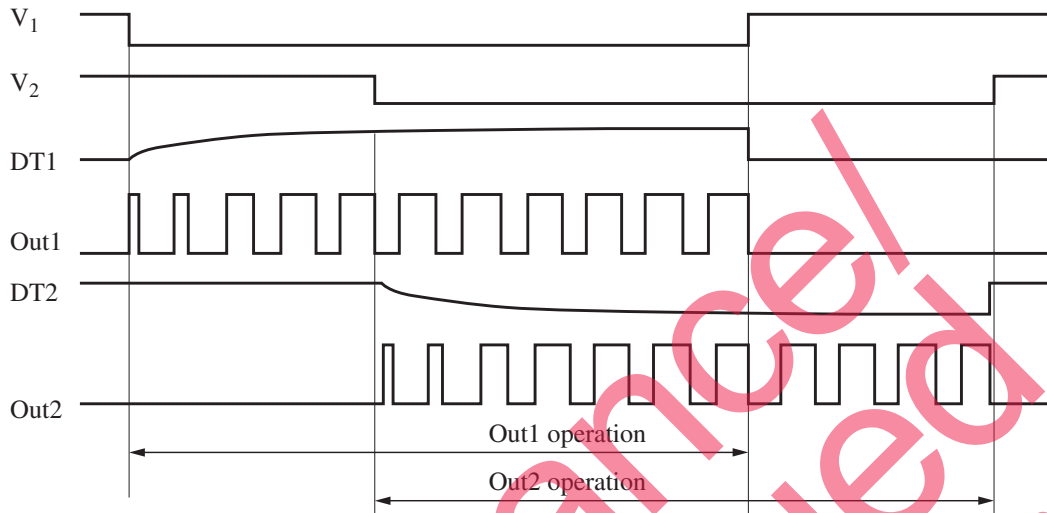 V1
V2
DT1
Out1
DT2
Out2
Out1 operation
Out2 operation